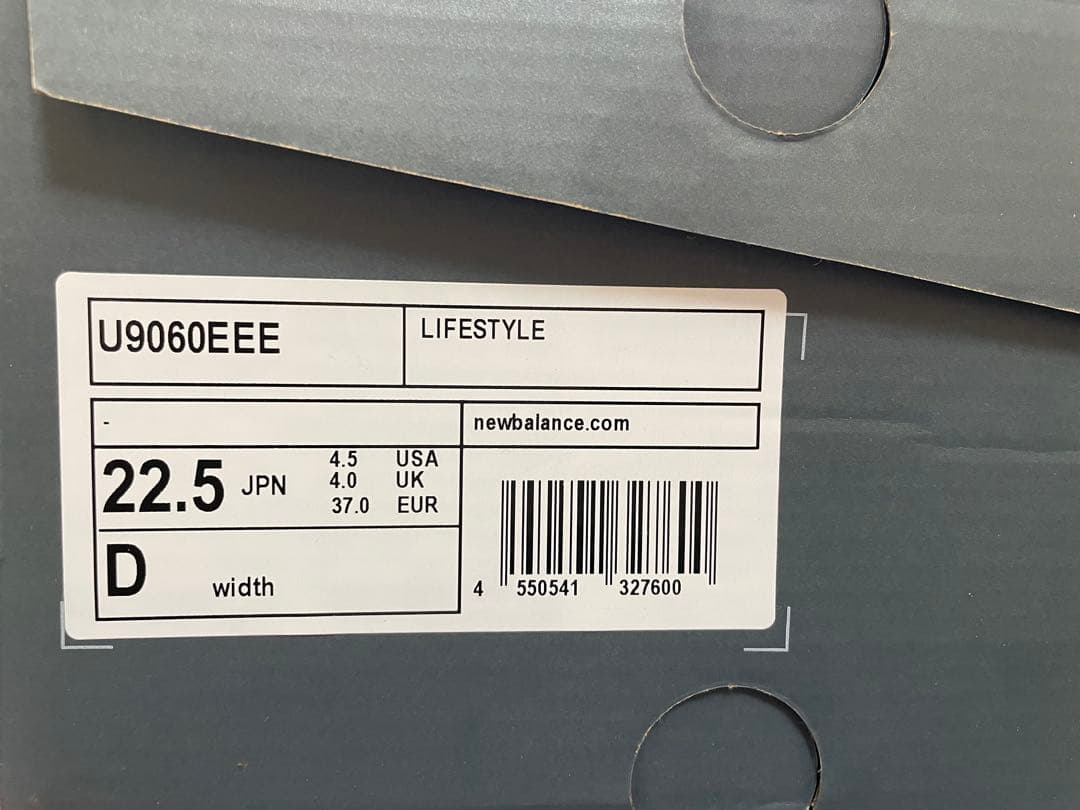 U9060EEE
LIFESTYLE
-
newbalance.com
22.5 JPN
4.5 USA
4.0 UK
37.0 EUR
D width
4 550541 327600